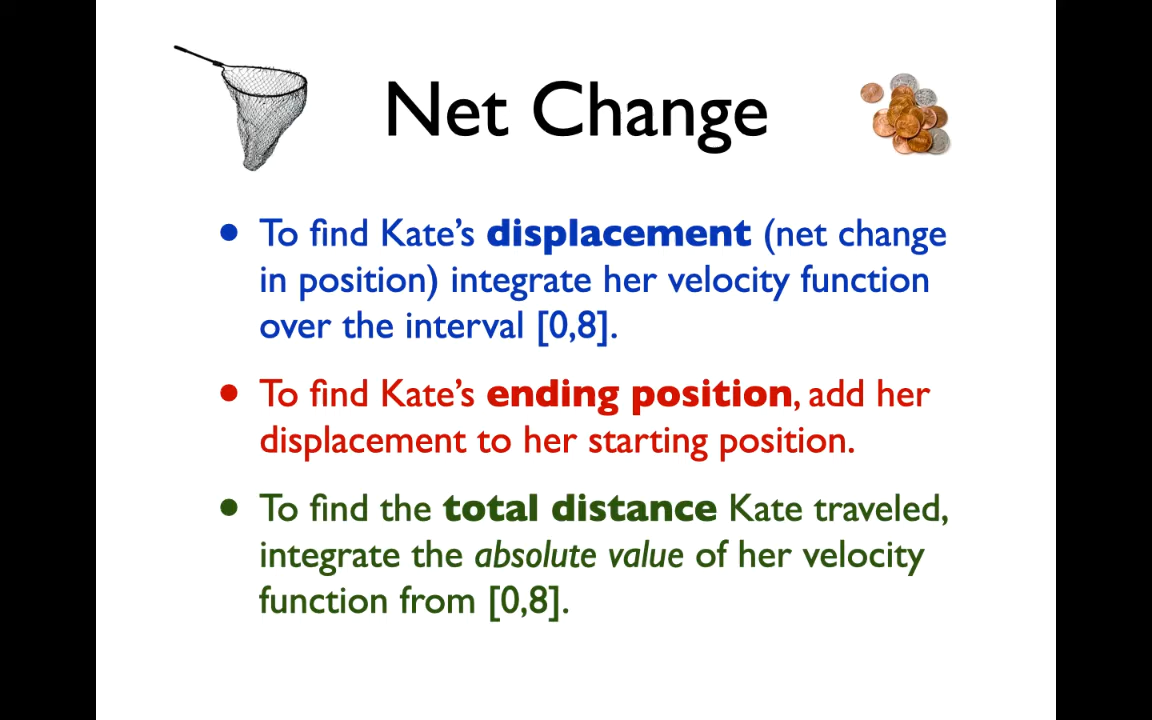 Net Change
• To find Kate’s displacement (net change
in position) integrate her velocity function
over the interval [0,8].
• To find Kate’s ending position, add her
displacement to her starting position.
• To find the total distance Kate traveled,
integrate the absolute value of her velocity
function from [0,8].